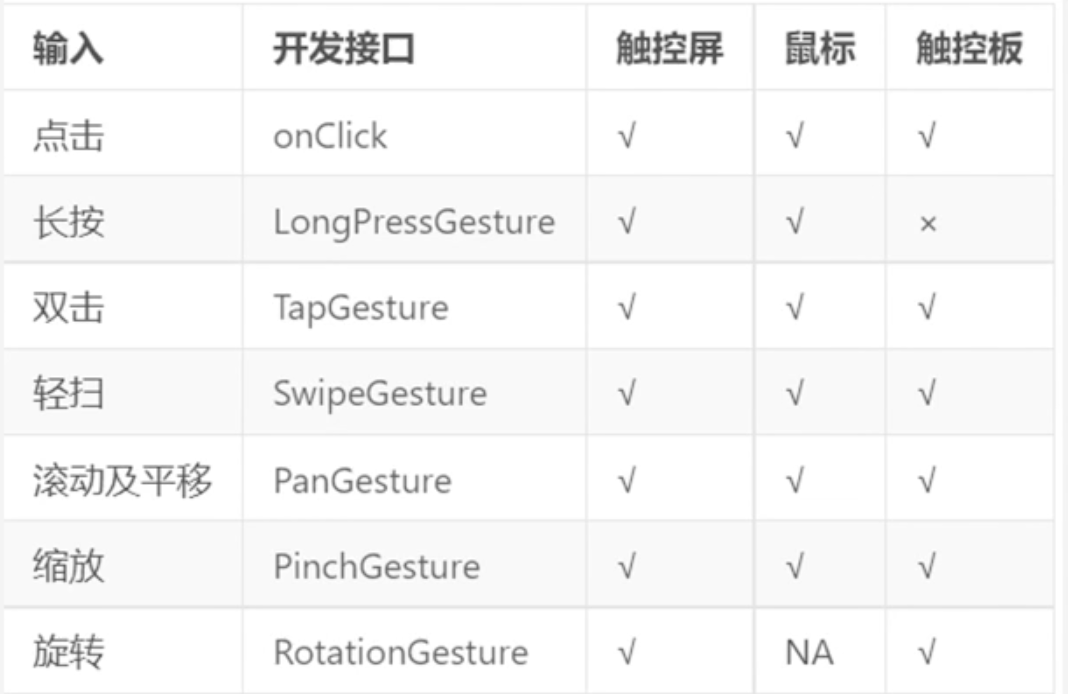 输入 开发接口 触控屏 鼠标 触控板
点击 onClick √ √ √
长按 LongPressGesture √ √ ×
双击 TapGesture √ √ √
轻扫 SwipeGesture √ √ √
滚动及平移 PanGesture √ √ √
缩放 PinchGesture √ √ √
旋转 RotationGesture √ NA √